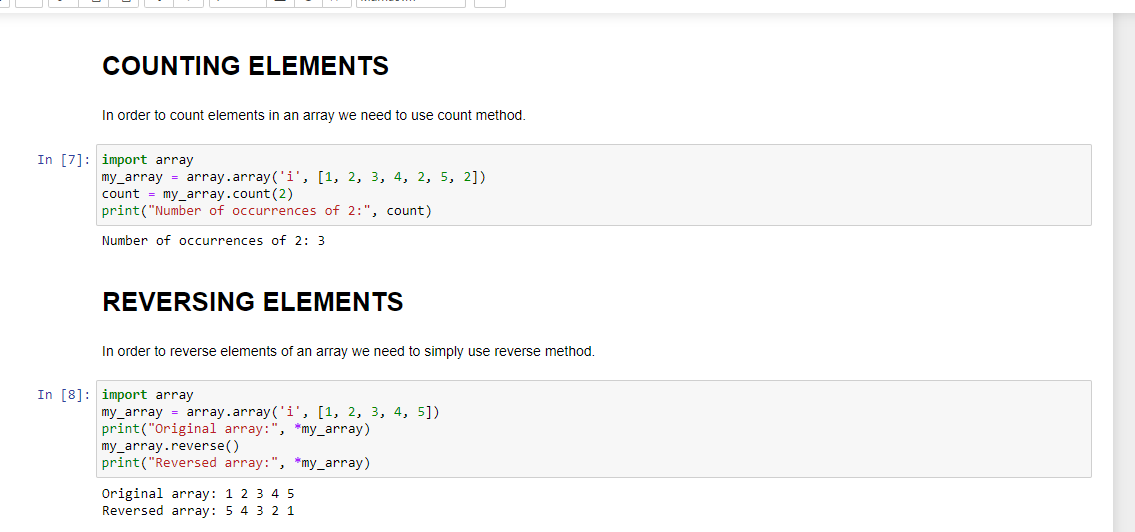 COUNTING ELEMENTS
In order to count elements in an array we need to use count method.
In [7]: import array
my_array = array.array('i', [1, 2, 3, 4, 2, 5, 2])
count = my_array.count(2)
print("Number of occurrences of 2:", count)
Number of occurrences of 2: 3
REVERSING ELEMENTS
In order to reverse elements of an array we need to simply use reverse method.
In [8]: import array
my_array = array.array('i', [1, 2, 3, 4, 5])
print("Original array:", *my_array)
my_array.reverse()
print("Reversed array:", *my_array)
Original array: 1 2 3 4 5
Reversed array: 5 4 3 2 1